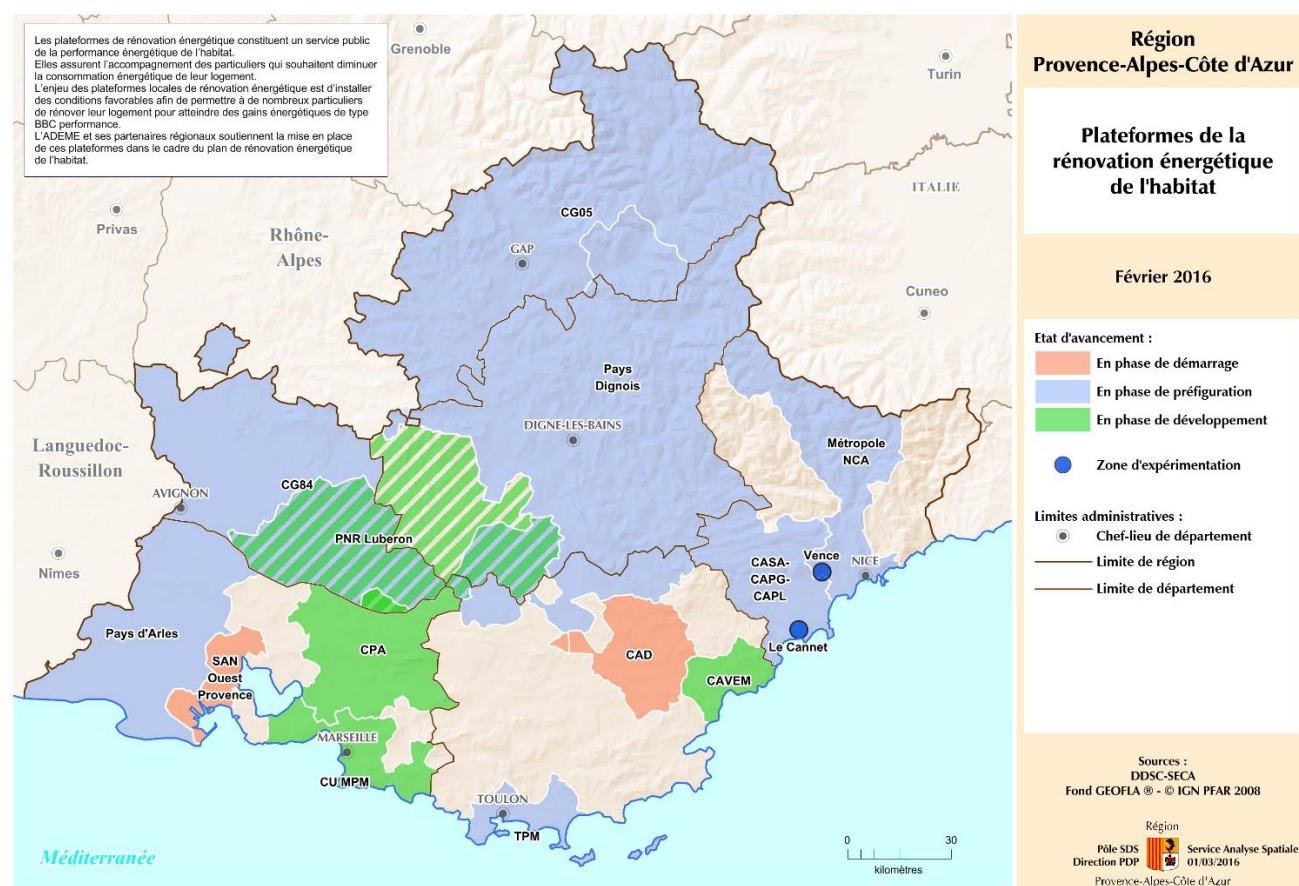 Les plateformes de rénovation énergétique constituent un service public
de la performance énergétique de l'habitat.
Elles assurent l'accompagnement des particuliers qui souhaitent diminuer
la consommation énergétique de leur logement.
L'enjeu des plateformes locales de rénovation énergétique est d'installer
des conditions favorables afin de permettre à de nombreux particuliers
de rénover leur logement pour atteindre des gains énergétiques de type
BBC performance.
L'ADEME et ses partenaires régionaux soutiennent la mise en place
de ces plateformes dans le cadre du plan de rénovation énergétique
de l'habitat.
Grenoble
Turin
ITALIE
Privas
Rhône-
Alpes
CG05
GAP
Cuneo
Pays
Dignois
DIGNE-LES-BAINS
Languedoc-
Roussillon
Métropole
NCA
CG84
AVIGNON
PNR Luberon
Nîmes
CASA-
CAPG-
CAPL
Vence
NICE
Pays d'Arles
SAN
Ouest
Provence
CPA
CAD
Le Cannet
CAVEM
MARSEILLE
CU MPM
TOULON
TPM
Méditerranée
0
30
kilomètres
Région
Provence-Alpes-Côte d'Azur
Plateformes de la
rénovation énergétique
de l'habitat
Février 2016
Etat d'avancement :
En phase de démarrage
En phase de préfiguration
En phase de développement
Zone d'expérimentation
Limites administratives :
Chef-lieu de département
Limite de région
Limite de département
Sources :
DDSC-SECA
Fond GEOFLA ® - © IGN PFAR 2008
Région
Pôle SDS
Direction PDP
Service Analyse Spatiale
01/03/2016
Provence-Alpes-Côte d'Azur